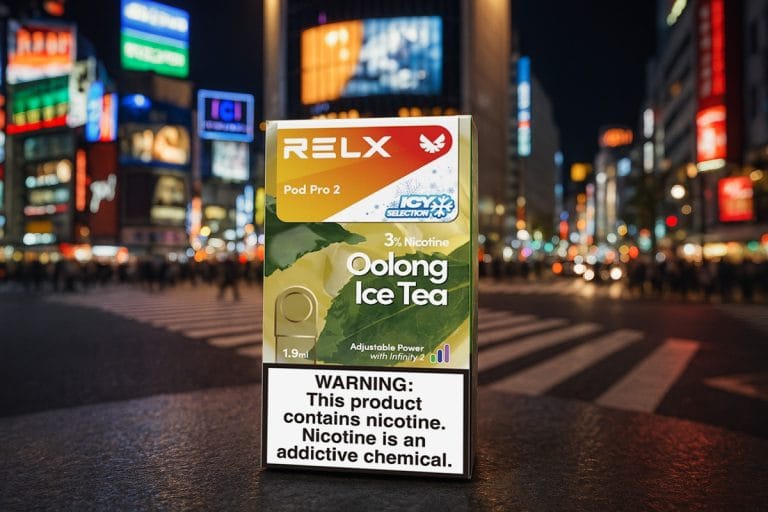 RELX
Pod Pro 2
ICY
SELECTION
3% Nicotine
Oolong
Ice Tea
1.9ml
Adjustable Power
with Infinity 2
WARNING:
This product
contains nicotine.
Nicotine is an
addictive chemical.